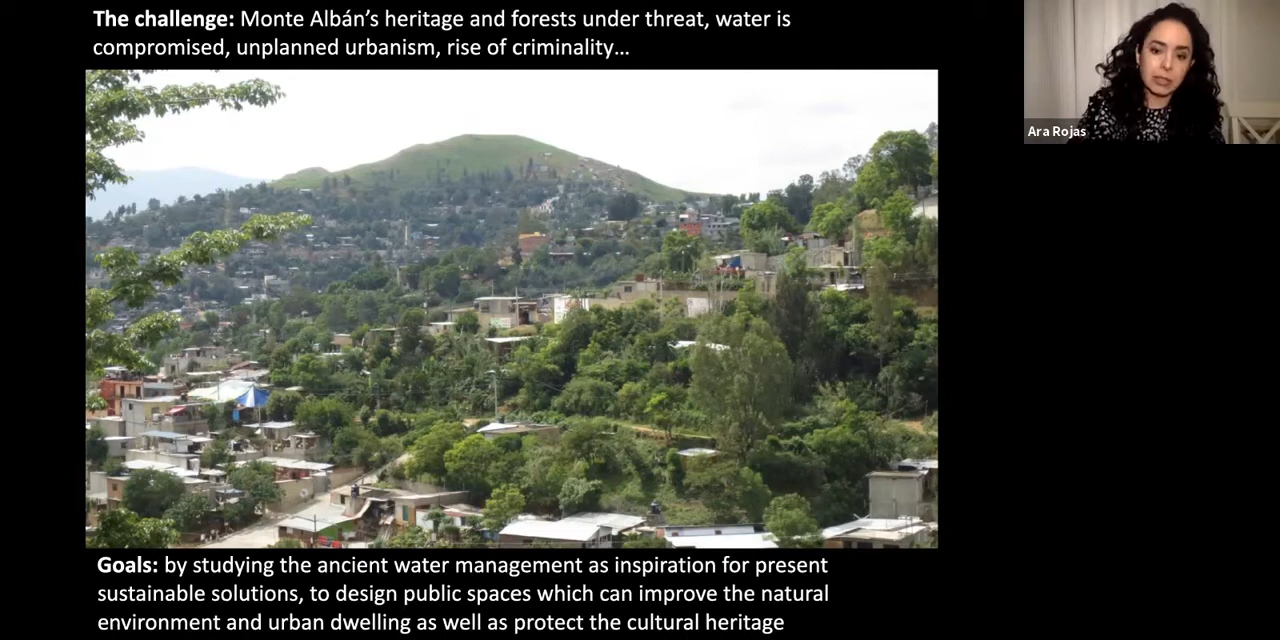 The challenge: Monte Albán’s heritage and forests under threat, water is
compromised, unplanned urbanism, rise of criminality…
Ara Rojas
Goals: by studying the ancient water management as inspiration for present
sustainable solutions, to design public spaces which can improve the natural
environment and urban dwelling as well as protect the cultural heritage